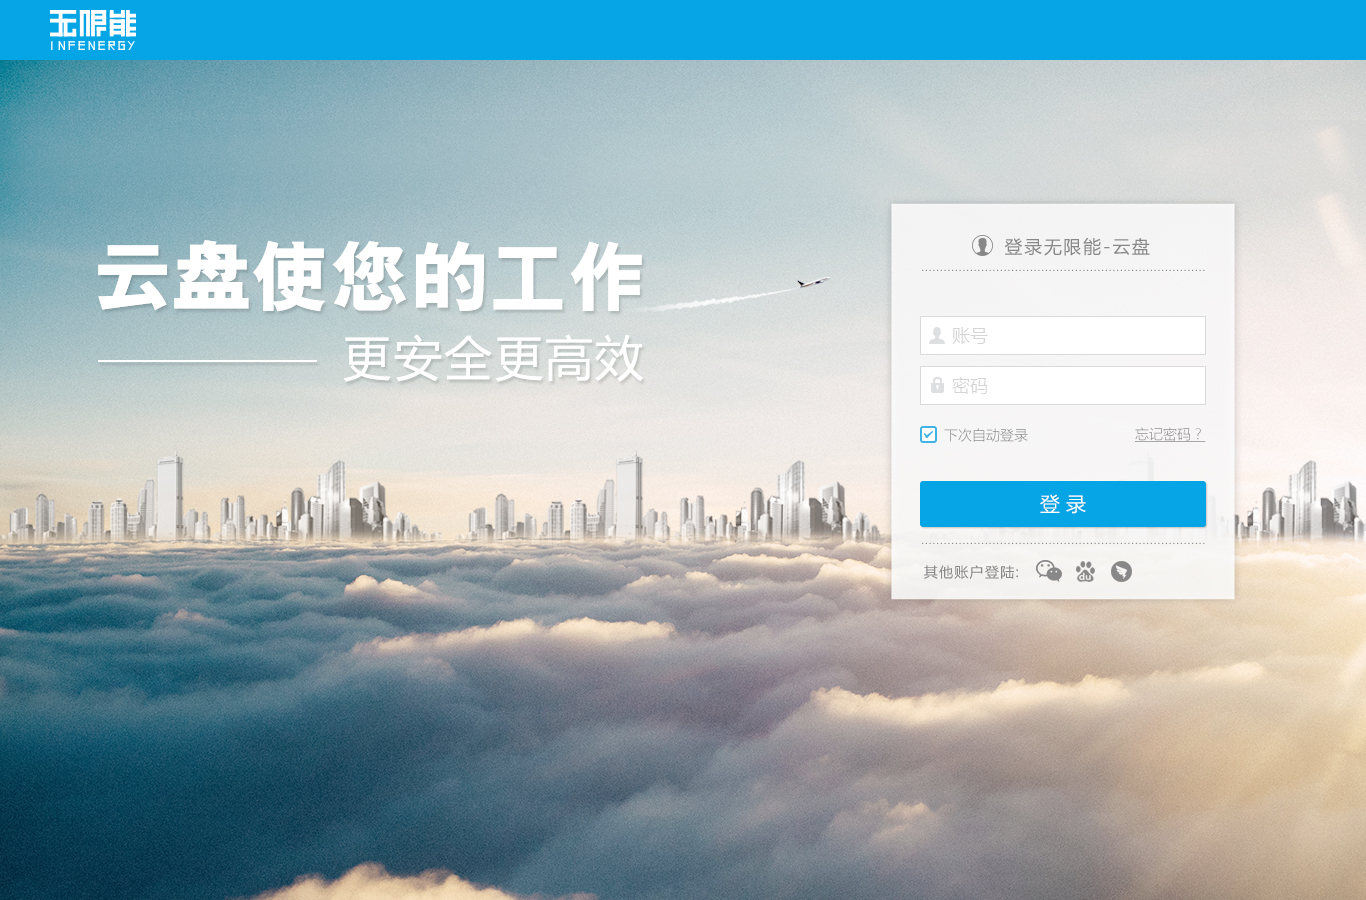 无限能
INFENERGY
云盘使您的工作
更安全更高效
登录无限能-云盘
账号
密码
下次自动登录 忘记密码？
登录
其他账户登陆:
du